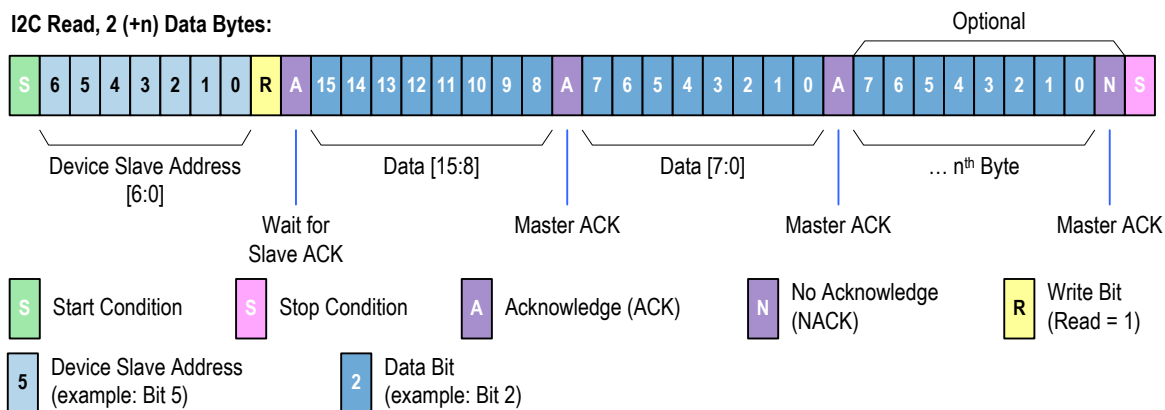 I2C Read, 2 (+n) Data Bytes:
Optional
S 6 5 4 3 2 1 0 R A 15 14 13 12 11 10 9 8 A 7 6 5 4 3 2 1 0 A 7 6 5 4 3 2 1 0 N S
Device Slave Address [6:0]
Data [15:8]
Data [7:0]
… nth Byte
Wait for
Slave ACK
Master ACK
Master ACK
Master ACK
S Start Condition
S Stop Condition
A Acknowledge (ACK)
N No Acknowledge
(NACK)
R Write Bit
(Read = 1)
5 Device Slave Address
(example: Bit 5)
2 Data Bit
(example: Bit 2)